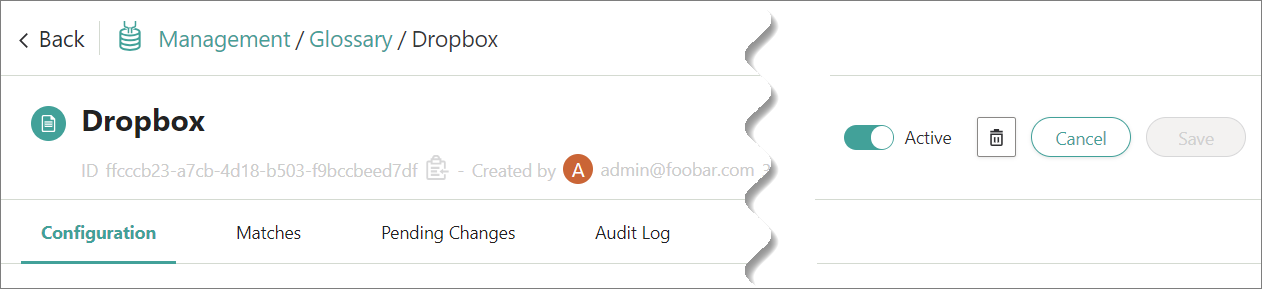 Back Management / Glossary / Dropbox
Dropbox
Active Cancel Save
ID ffcccb23-a7cb-4d18-b503-f9bccbeed7df - Created by A admin@foobar.com
Configuration Matches Pending Changes Audit Log